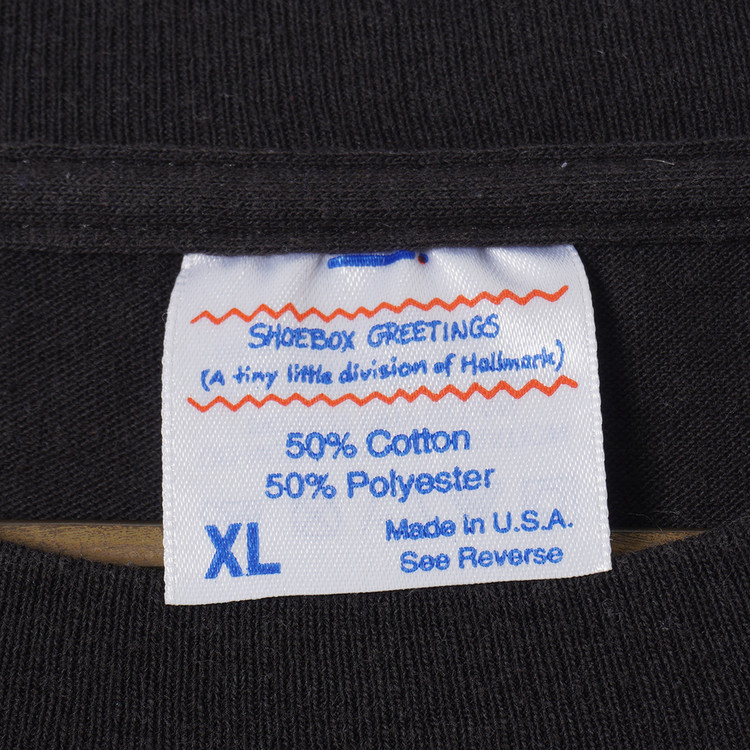 SHOEBOX GREETINGS
(A tiny little division of Hallmark)
50% Cotton
50% Polyester
XL
Made in U.S.A.
See Reverse